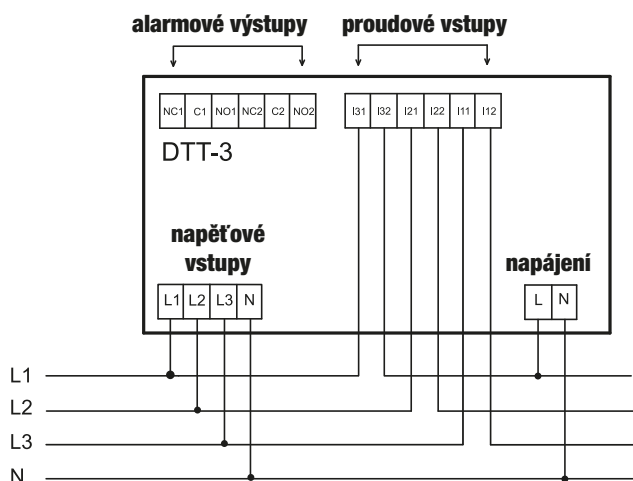 alarmové výstupy proudové vstupy
NC1 C1 NO1 NC2 C2 NO2 I31 I32 I21 I22 I11 I12
DTT-3
napěťové
vstupy
napájení
L1 L2 L3 N L N
L1
L2
L3
N